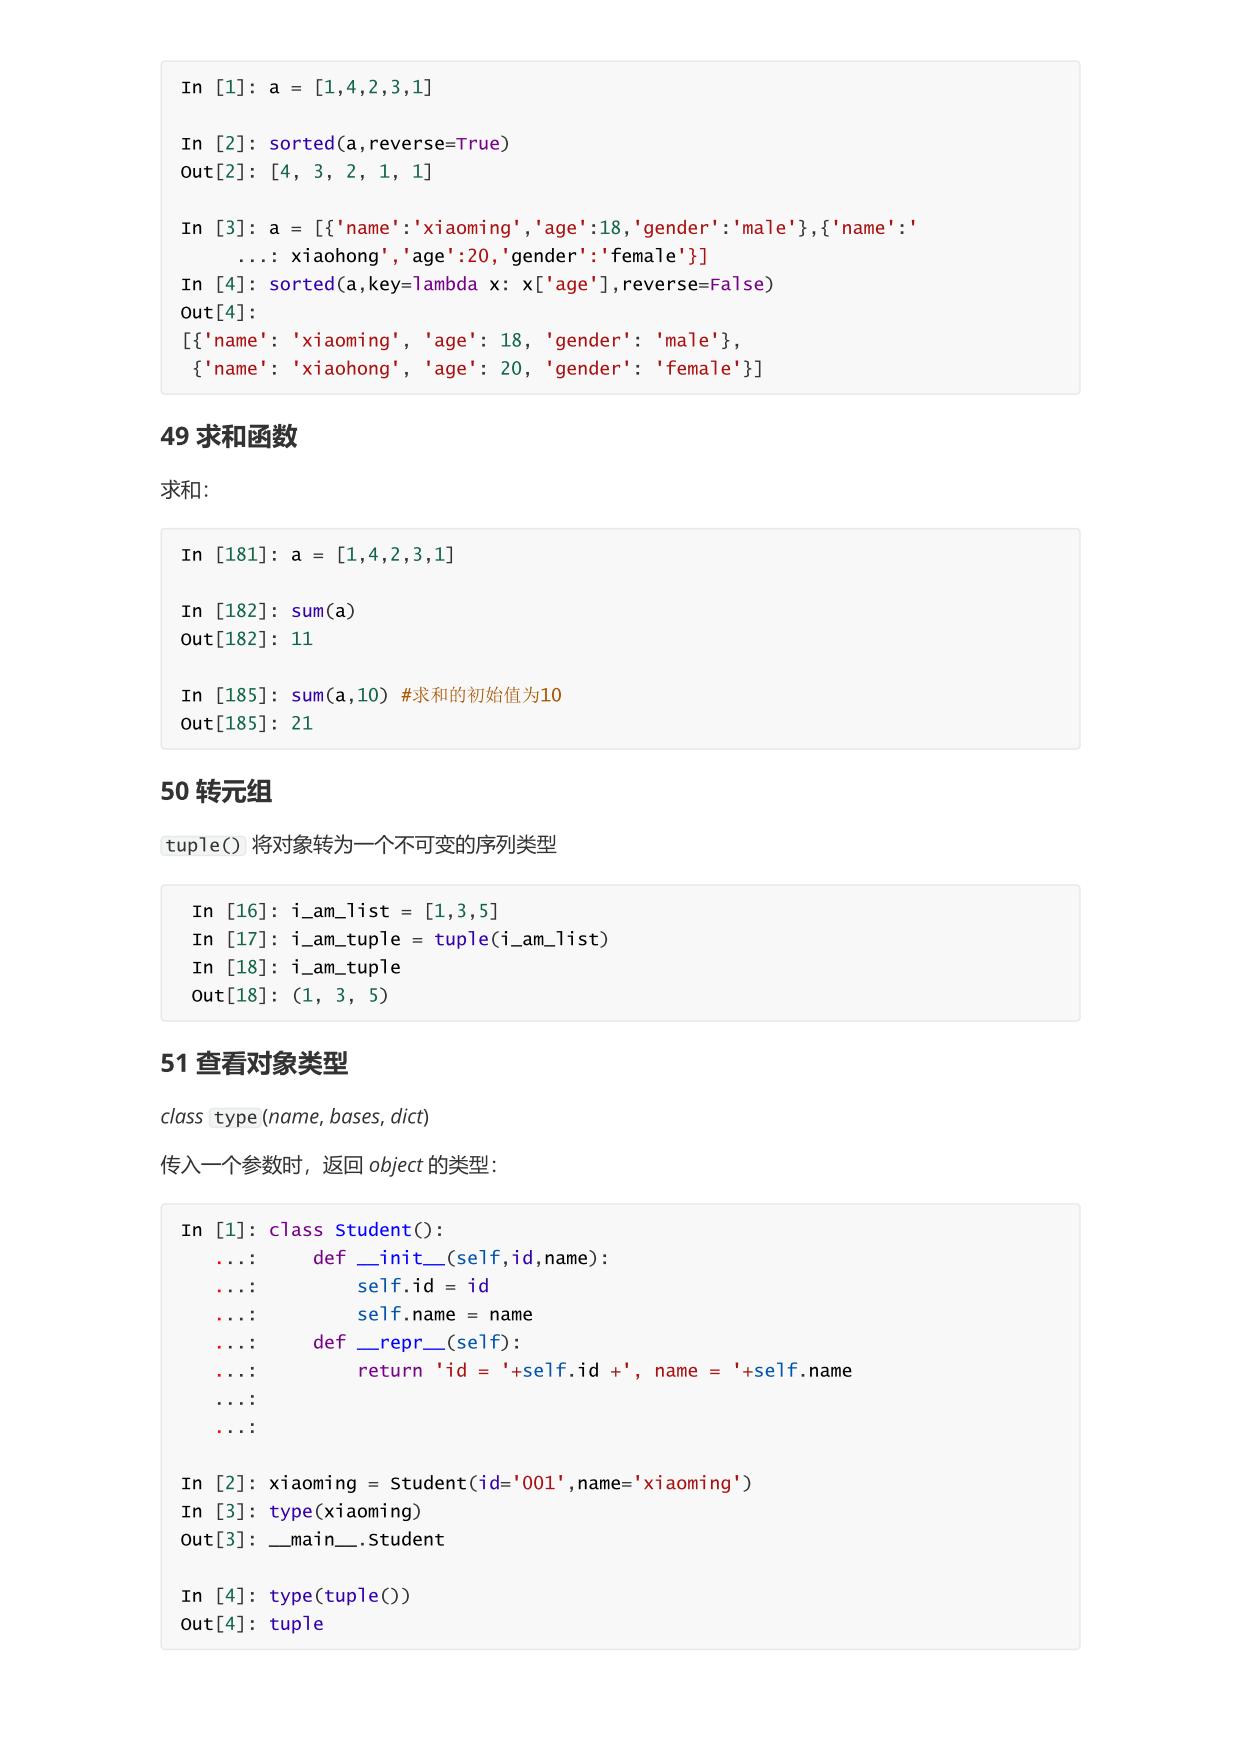 In [1]: a = [1,4,2,3,1]
In [2]: sorted(a,reverse=True)
Out[2]: [4, 3, 2, 1, 1]
In [3]: a = [{'name':'xiaoming','age':18,'gender':'male'},{'name':'
     ...: xiaohong','age':20,'gender':'female'}]
In [4]: sorted(a,key=lambda x: x['age'],reverse=False)
Out[4]:
[{'name': 'xiaoming', 'age': 18, 'gender': 'male'},
 {'name': 'xiaohong', 'age': 20, 'gender': 'female'}]
49 求和函数
求和：
In [181]: a = [1,4,2,3,1]
In [182]: sum(a)
Out[182]: 11
In [185]: sum(a,10) #求和的初始值为10
Out[185]: 21
50 转元组
tuple() 将对象转为一个不可变的序列类型
In [16]: i_am_list = [1,3,5]
In [17]: i_am_tuple = tuple(i_am_list)
In [18]: i_am_tuple
Out[18]: (1, 3, 5)
51 查看对象类型
class type(name, bases, dict)
传入一个参数时，返回 object 的类型：
In [1]: class Student():
   ...:     def __init__(self,id,name):
   ...:         self.id = id
   ...:         self.name = name
   ...:     def __repr__(self):
   ...:         return 'id = '+self.id +', name = '+self.name
   ...:
   ...:
In [2]: xiaoming = Student(id='001',name='xiaoming')
In [3]: type(xiaoming)
Out[3]: __main__.Student
In [4]: type(tuple())
Out[4]: tuple